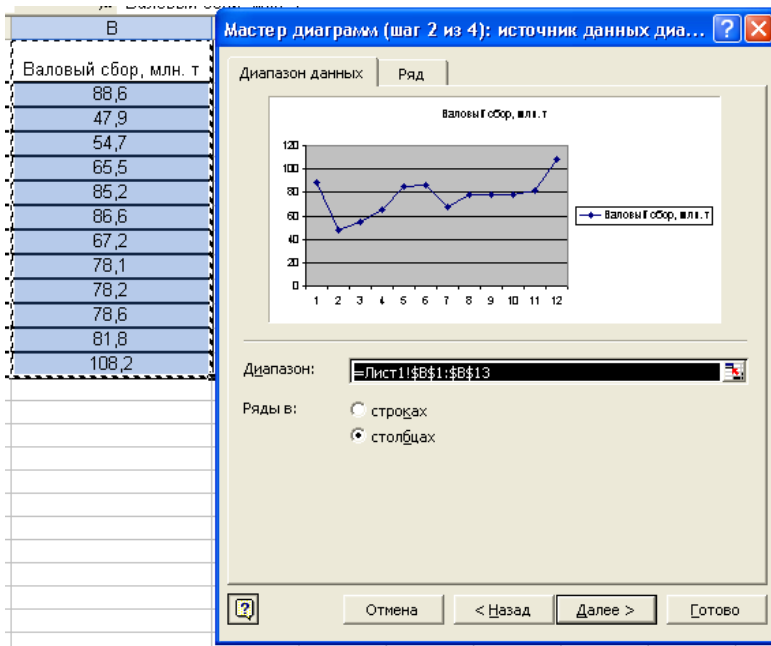 B
Валовый сбор, млн. т
88,6
47,9
54,7
65,5
85,2
86,6
67,2
78,1
78,2
78,6
81,8
108,2
Мастер диаграмм (шаг 2 из 4): источник данных диа...
Диапазон данных
Ряд
Валовый сбор, млн. т
120
100
80
60
40
20
0
1 2 3 4 5 6 7 8 9 10 11 12
Валовый сбор, млн. т
Диапазон:
=Лист1!$B$1:$B$13
Ряды в:
строках
столбцах
Отмена
< Назад
Далее >
Готово